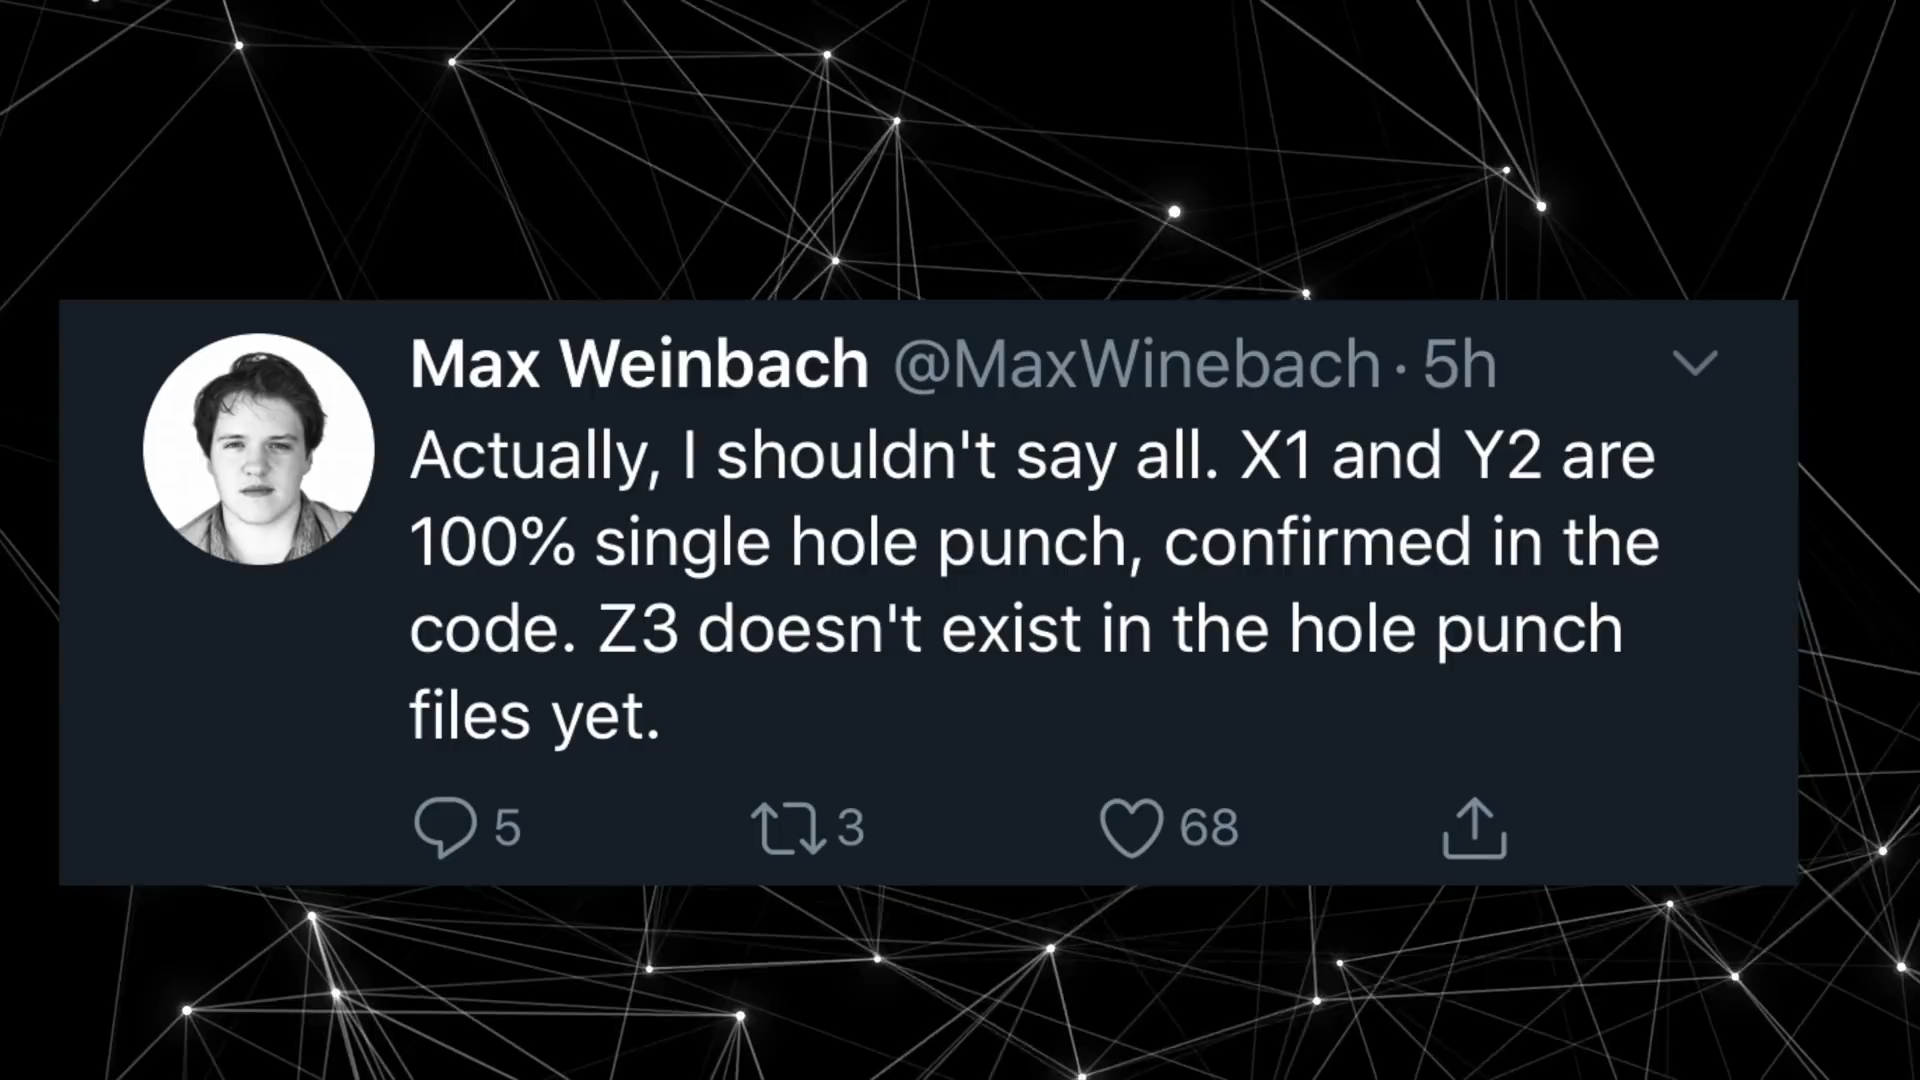 Max Weinbach @MaxWinebach · 5h
Actually, I shouldn't say all. X1 and Y2 are
100% single hole punch, confirmed in the
code. Z3 doesn't exist in the hole punch
files yet.
5 3 68